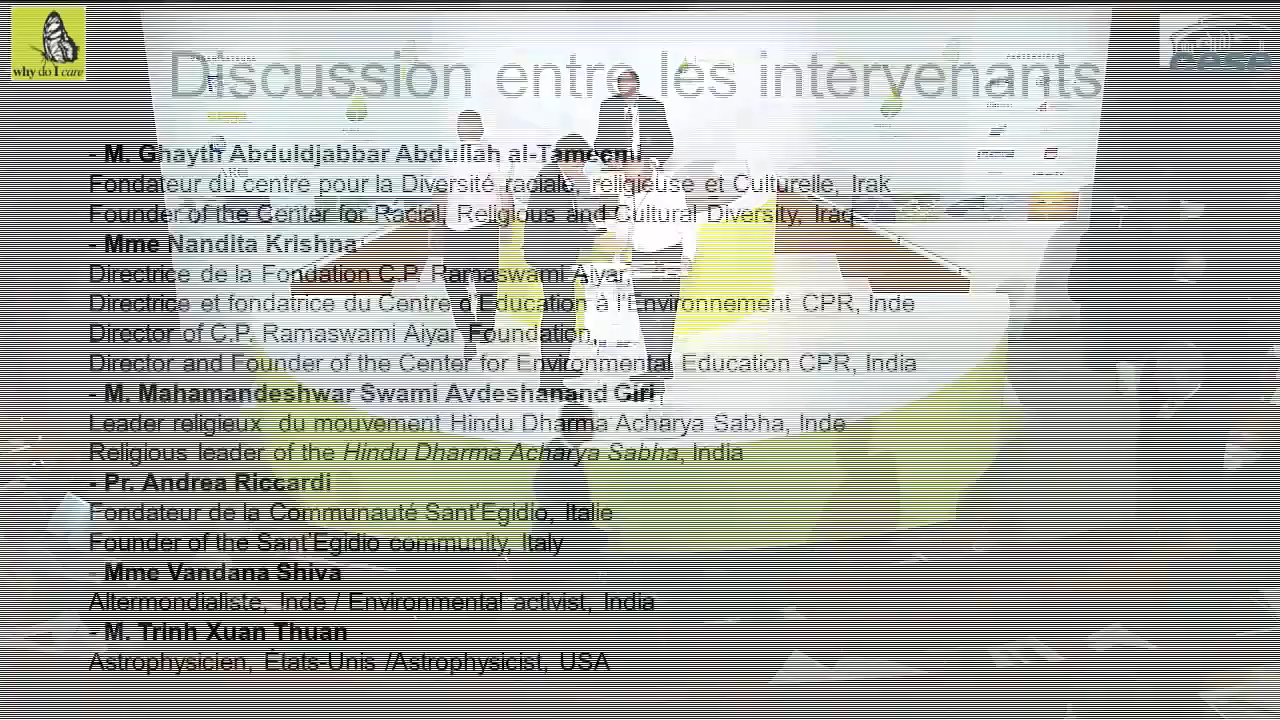 why do I care
cese
Discussion entre les intervenants
- M. Ghayth Abduldjabbar Abdullah al-Tameemi
Fondateur du centre pour la Diversité raciale, religieuse et Culturelle, Irak
Founder of the Center for Racial, Religious and Cultural Diversity, Iraq
- Mme Nandita Krishna
Directrice de la Fondation C.P. Ramaswami Aiyar,
Directrice et fondatrice du Centre d'Education à l'Environnement CPR, Inde
Director of C.P. Ramaswami Aiyar Foundation,
Director and Founder of the Center for Environmental Education CPR, India
- M. Mahamandeshwar Swami Avdeshanand Giri
Leader religieux du mouvement Hindu Dharma Acharya Sabha, Inde
Religious leader of the Hindu Dharma Acharya Sabha, India
- Pr. Andrea Riccardi
Fondateur de la Communauté Sant'Egidio, Italie
Founder of the Sant'Egidio community, Italy
- Mme Vandana Shiva
Altermondialiste, Inde / Environmental activist, India
- M. Trinh Xuan Thuan
Astrophysicien, États-Unis /Astrophysicist, USA